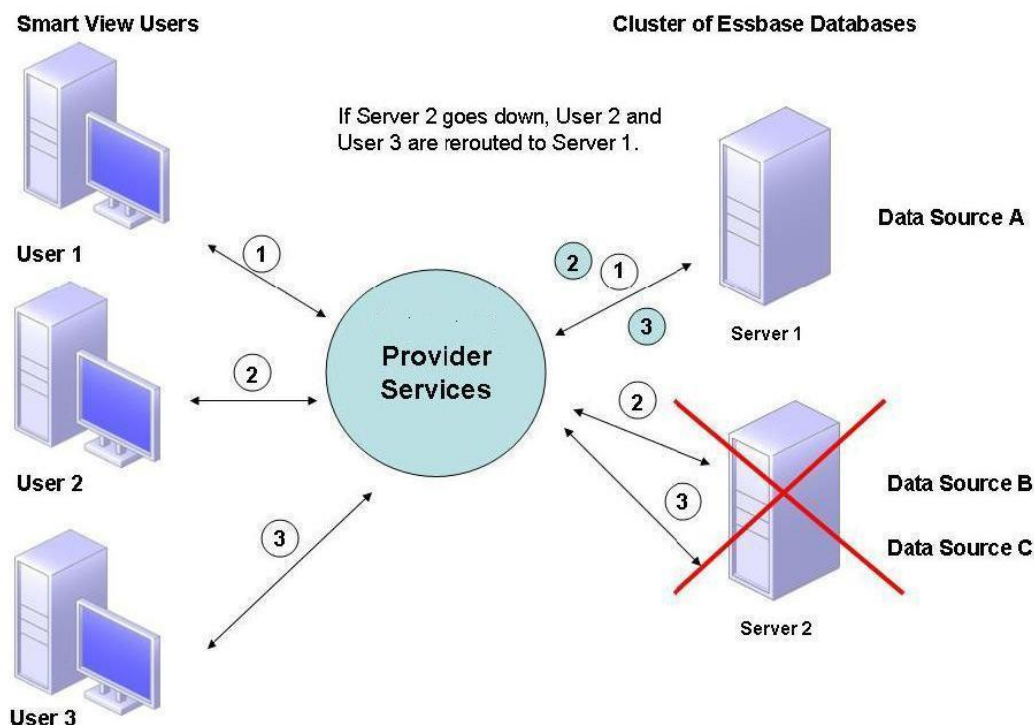 Smart View Users
Cluster of Essbase Databases
If Server 2 goes down, User 2 and
User 3 are rerouted to Server 1.
User 1
1
2
1
3
Data Source A
Server 1
Provider
Services
2
User 2
2
3
Data Source B
Data Source C
Server 2
3
User 3